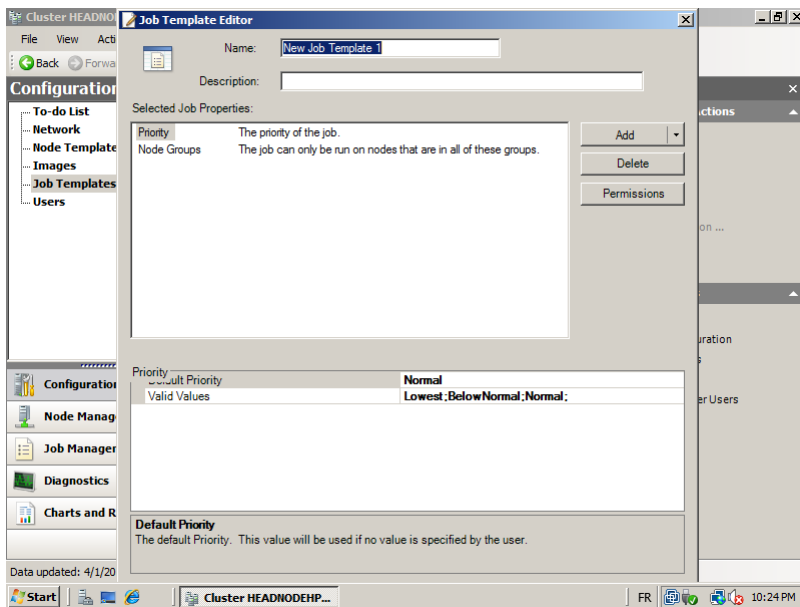 Cluster HEADNO
Job Template Editor
File View Acti
Back Forwa
Name: New Job Template 1
Description:
Configuration
To-do List
Network
Node Template
Images
Job Templates
Users
Selected Job Properties:
Priority The priority of the job.
Node Groups The job can only be run on nodes that are in all of these groups.
Add
Delete
Permissions
ctions
on ...
uration
er Users
Priority
Default Priority Normal
Valid Values Lowest;BelowNormal;Normal;
Configuration
Node Manag
Job Manager
Diagnostics
Charts and R
Default Priority
The default Priority. This value will be used if no value is specified by the user.
Data updated: 4/1/20
Start
Cluster HEADNODEHP...
FR
10:24 PM